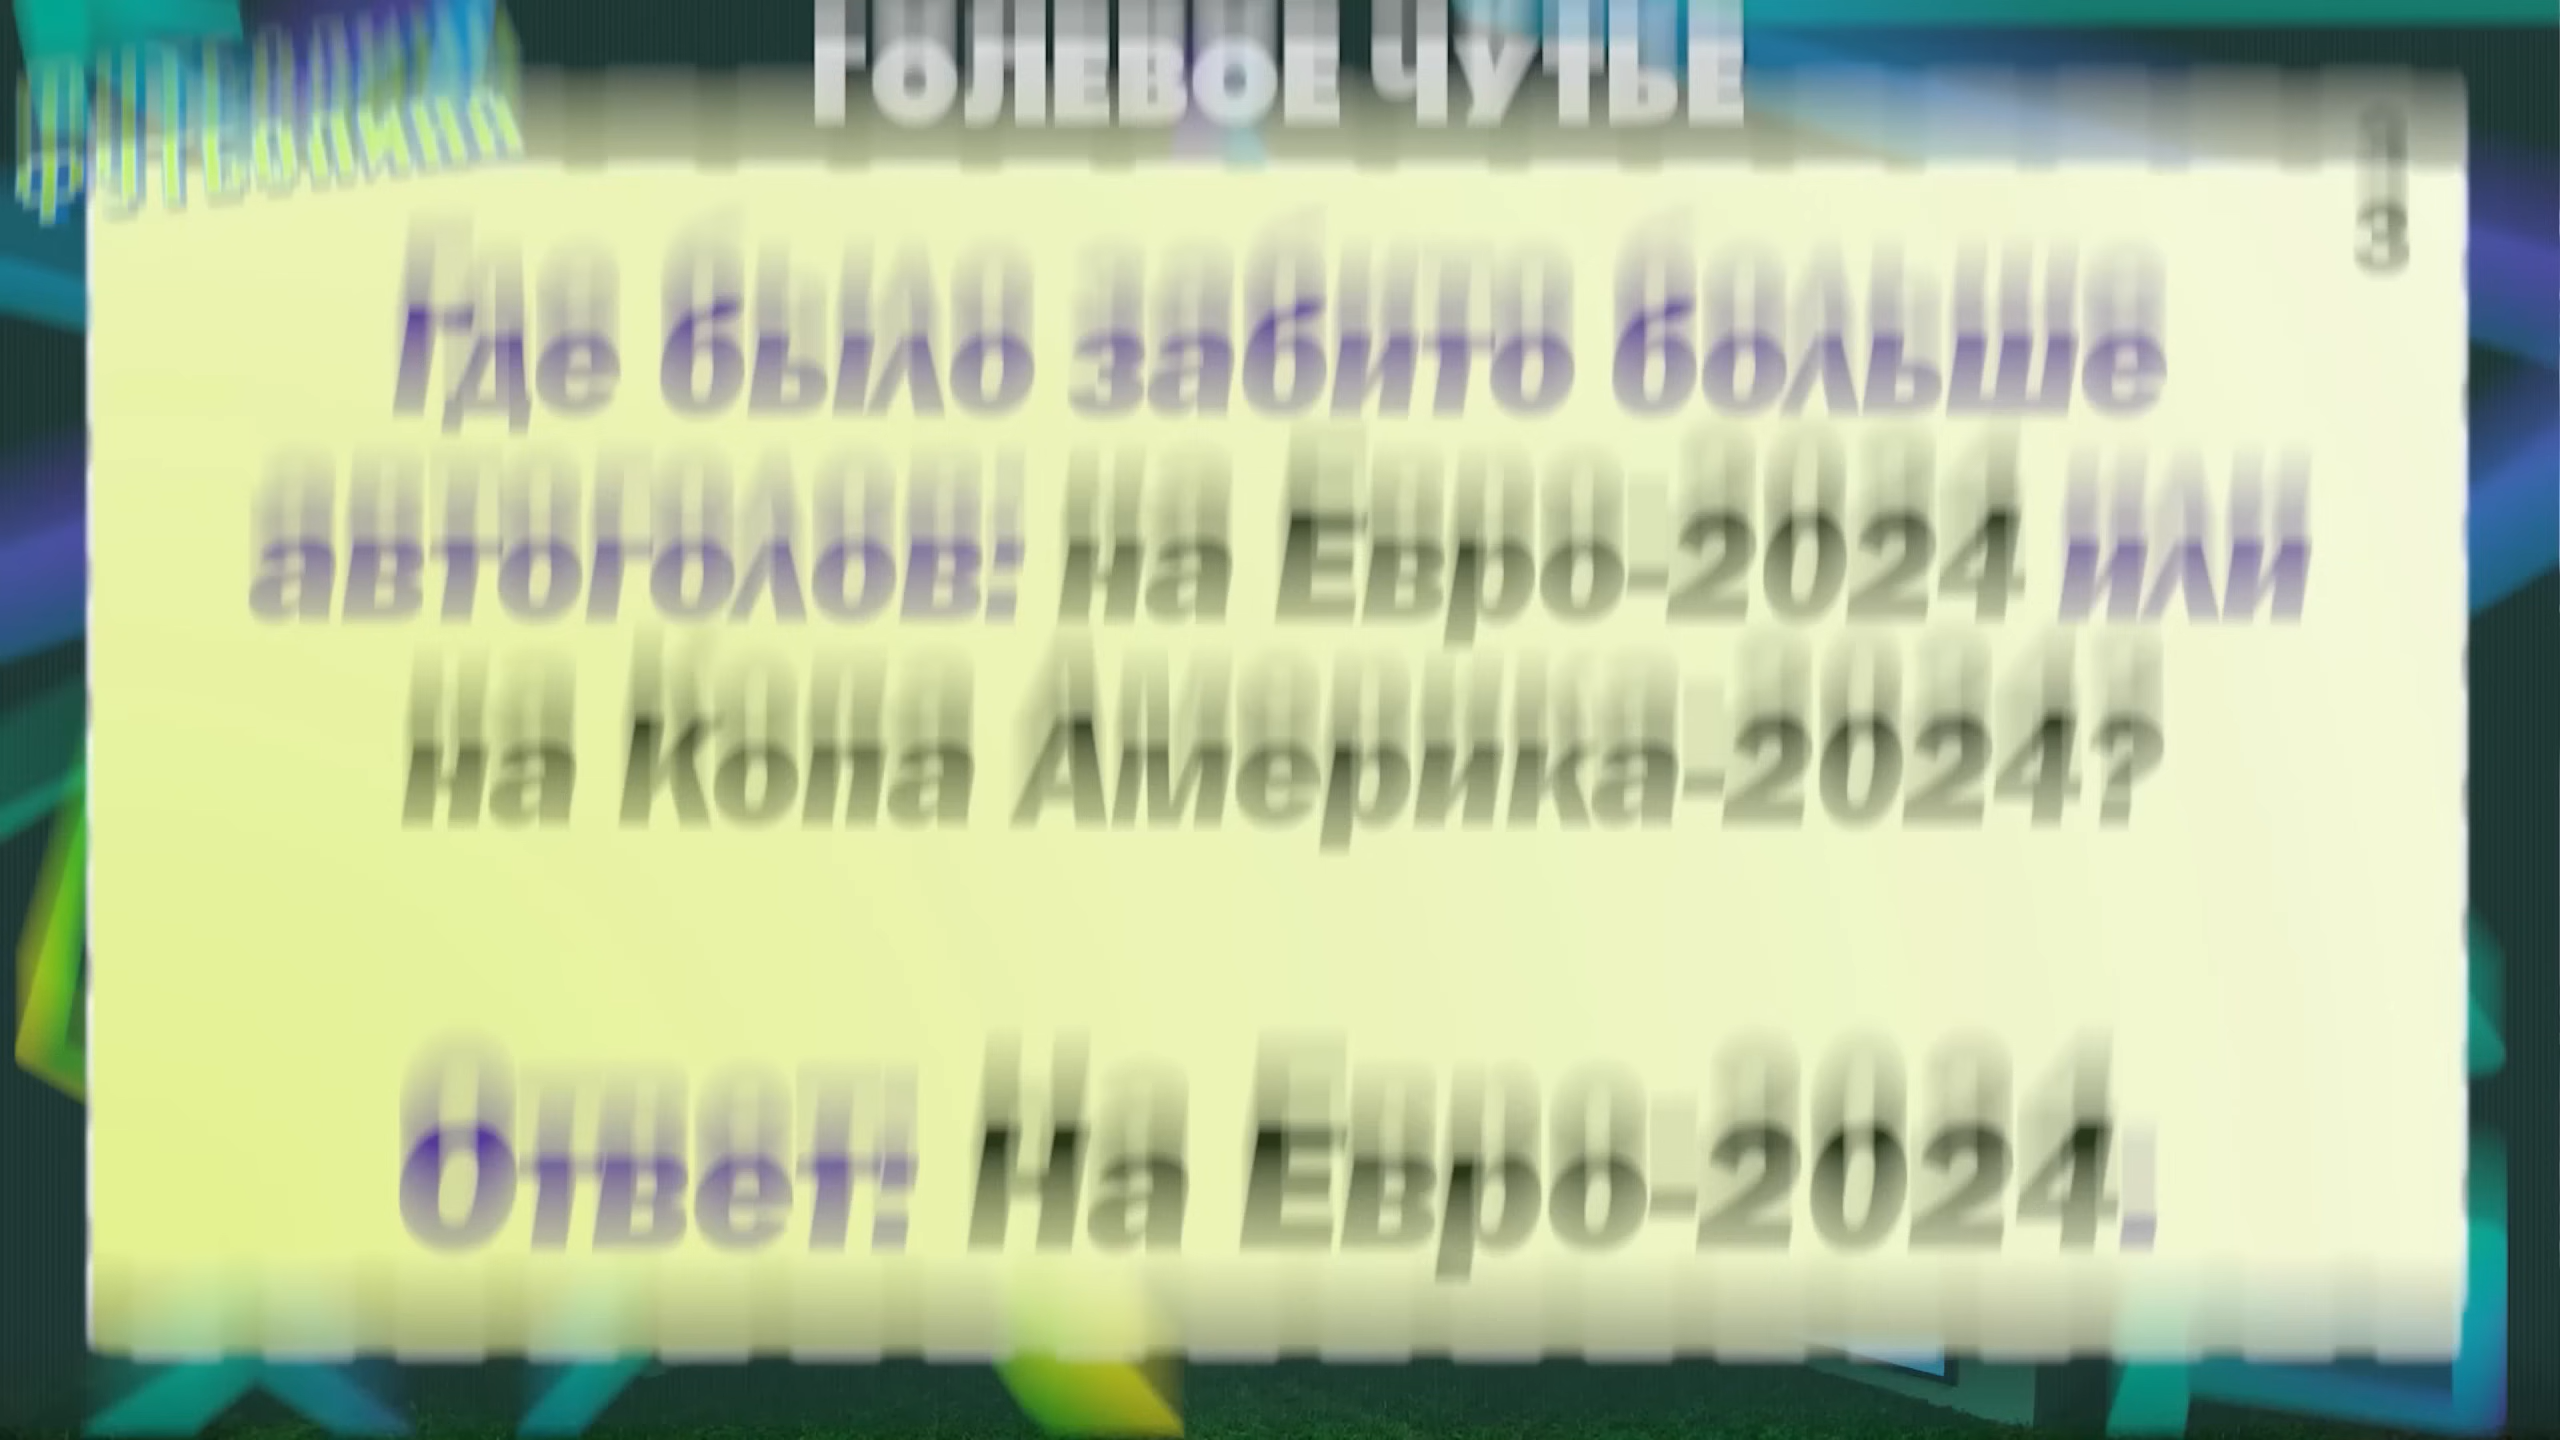 ГОЛЕВОЕ ЧУТЬЕ
3
Где было забито больше
автоголов: на Евро-2024 или
на Копа Америка-2024?
Ответ: На Евро-2024.